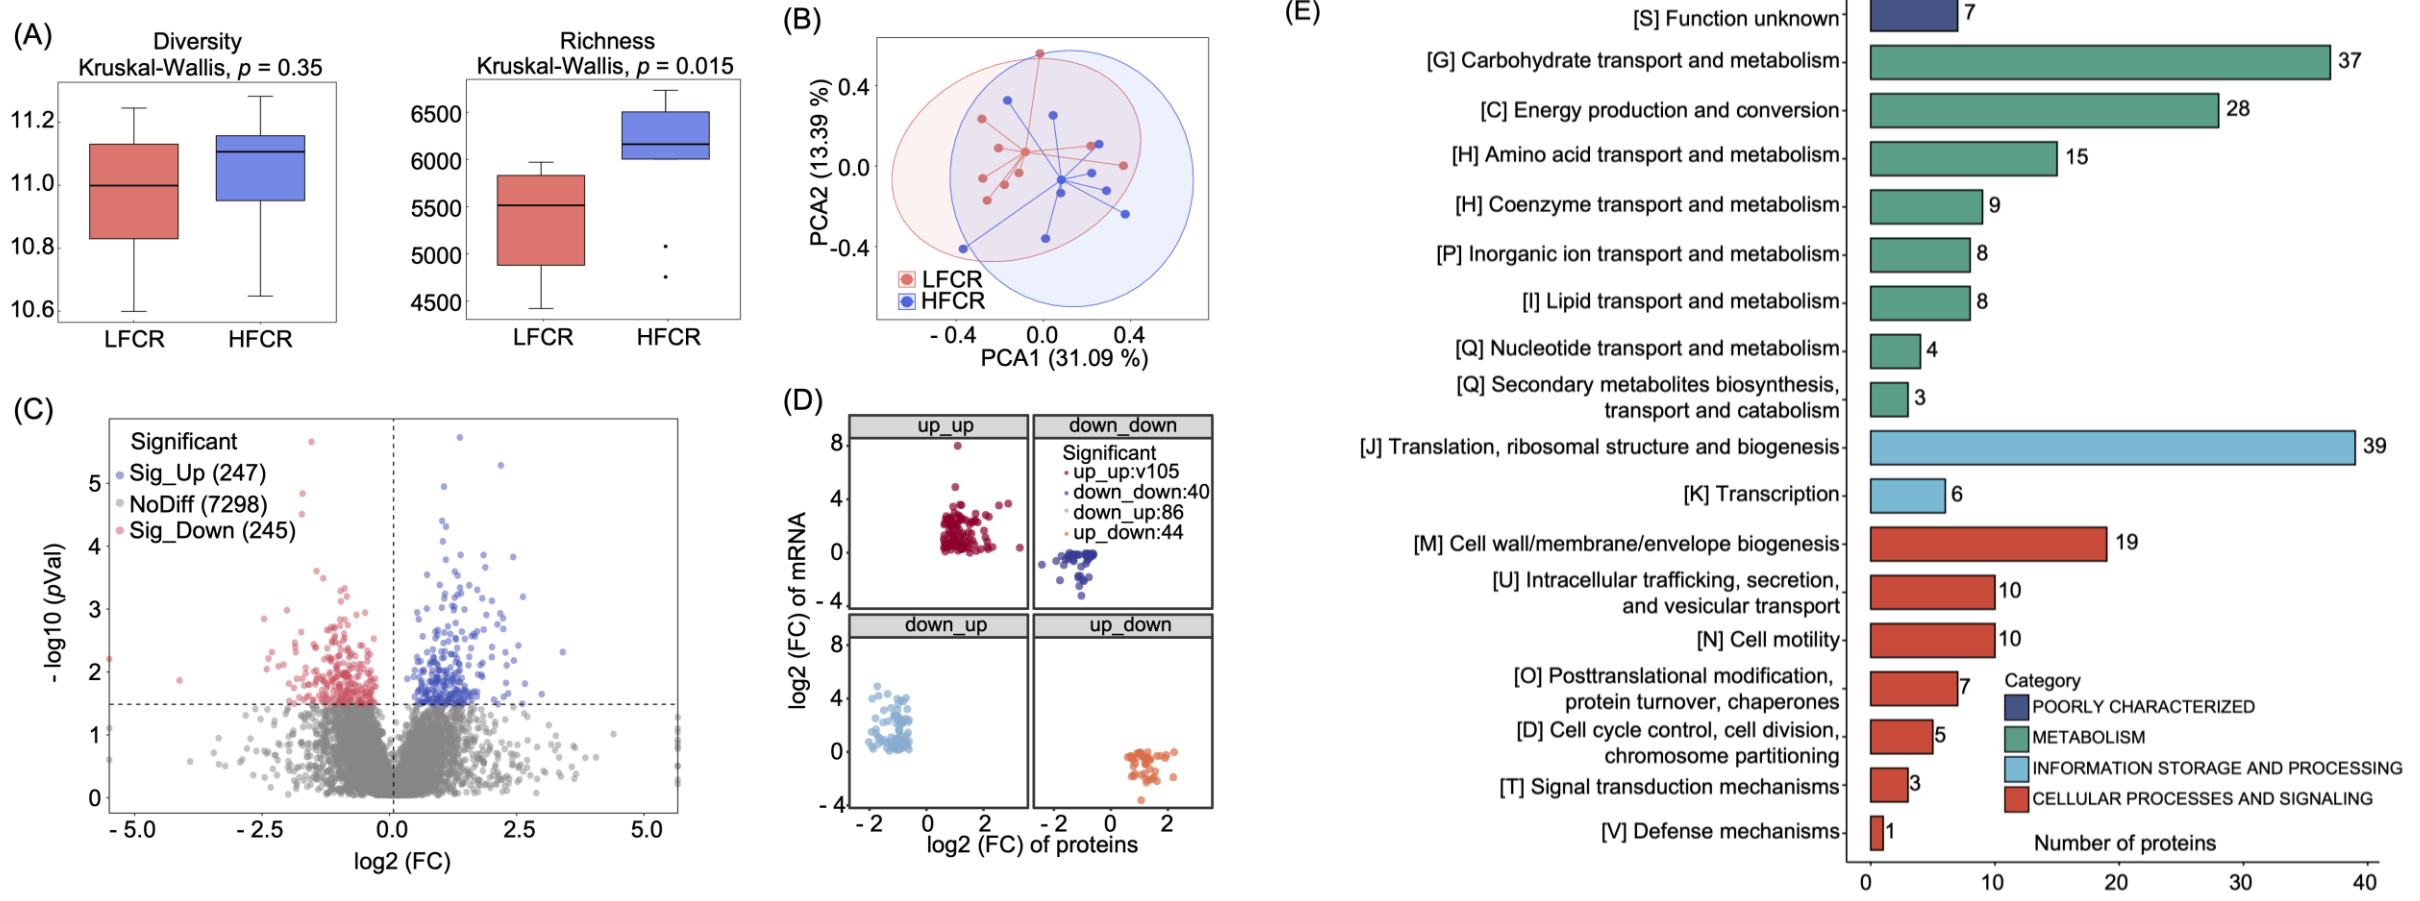 (A)
Diversity
Kruskal-Wallis, p = 0.35
11.2
11.0
10.8
10.6
LFCR
HFCR
Richness
Kruskal-Wallis, p = 0.015
6500
6000
5500
5000
4500
LFCR
HFCR
(B)
PCA2 (13.39 %)
0.4
0.0
-0.4
LFCR
HFCR
- 0.4
0.0
0.4
PCA1 (31.09 %)
(C)
- log10 (pVal)
Significant
Sig_Up (247)
NoDiff (7298)
Sig_Down (245)
5
4
3
2
1
0
- 5.0
- 2.5
0.0
2.5
5.0
log2 (FC)
(D)
log2 (FC) of mRNA
up_up
down_down
8
4
0
- 4
Significant
up_up:v105
down_down:40
down_up:86
up_down:44
down_up
up_down
8
4
0
- 4
- 2
0
2
- 2
0
2
log2 (FC) of proteins
(E)
[S] Function unknown
7
[G] Carbohydrate transport and metabolism
37
[C] Energy production and conversion
28
[H] Amino acid transport and metabolism
15
[H] Coenzyme transport and metabolism
9
[P] Inorganic ion transport and metabolism
8
[I] Lipid transport and metabolism
8
[Q] Nucleotide transport and metabolism
4
[Q] Secondary metabolites biosynthesis,
transport and catabolism
3
[J] Translation, ribosomal structure and biogenesis
39
[K] Transcription
6
[M] Cell wall/membrane/envelope biogenesis
19
[U] Intracellular trafficking, secretion,
and vesicular transport
10
[N] Cell motility
10
[O] Posttranslational modification,
protein turnover, chaperones
7
[D] Cell cycle control, cell division,
chromosome partitioning
5
[T] Signal transduction mechanisms
3
[V] Defense mechanisms
1
Category
POORLY CHARACTERIZED
METABOLISM
INFORMATION STORAGE AND PROCESSING
CELLULAR PROCESSES AND SIGNALING
Number of proteins
0
10
20
30
40